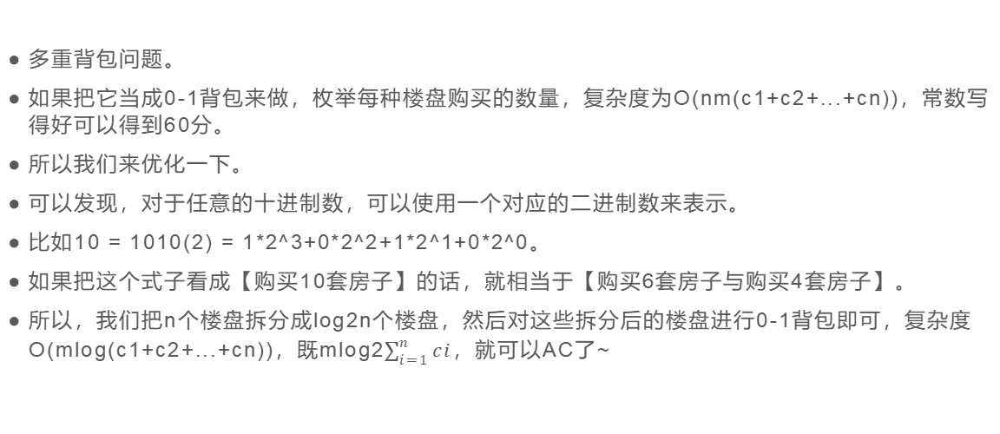 ● 多重背包问题。
● 如果把它当成0-1背包来做，枚举每种楼盘购买的数量，复杂度为O(nm(c1+c2+...+cn))，常数写
得好可以得到60分。
● 所以我们来优化一下。
● 可以发现，对于任意的十进制数，可以使用一个对应的二进制数来表示。
● 比如10 = 1010(2) = 1*2^3+0*2^2+1*2^1+0*2^0。
● 如果把这个式子看成【购买10套房子】的话，就相当于【购买6套房子与购买4套房子】。
● 所以，我们把n个楼盘拆分成log2n个楼盘，然后对这些拆分后的楼盘进行0-1背包即可，复杂度
O(mlog(c1+c2+...+cn))，既mlog2∑_{i=1}^{n} ci，就可以AC了~